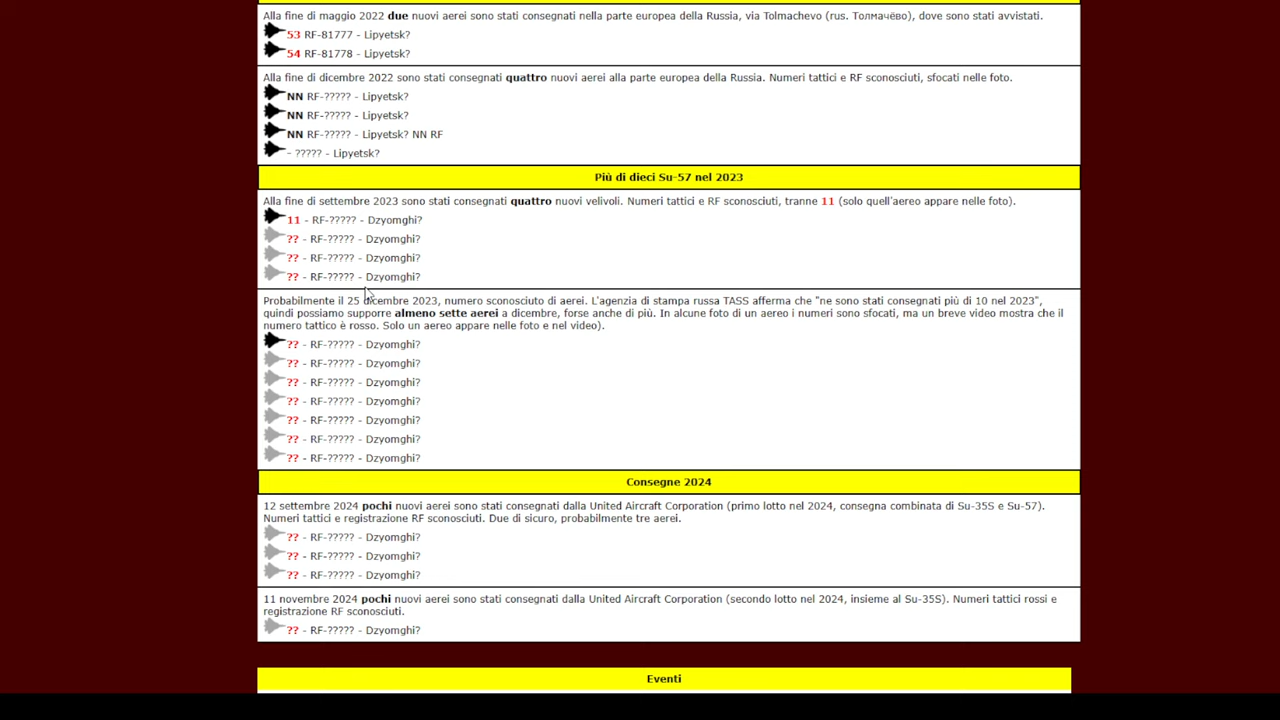 Alla fine di maggio 2022 due nuovi aerei sono stati consegnati nella parte europea della Russia, via Tolmachevo (rus. Толмачёво), dove sono stati avvistati.
53 RF-81777 - Lipyetsk?
54 RF-81778 - Lipyetsk?
Alla fine di dicembre 2022 sono stati consegnati quattro nuovi aerei alla parte europea della Russia. Numeri tattici e RF sconosciuti, sfocati nelle foto.
NN RF-????? - Lipyetsk?
NN RF-????? - Lipyetsk?
NN RF-????? - Lipyetsk? NN RF
- ????? - Lipyetsk?
Più di dieci Su-57 nel 2023
Alla fine di settembre 2023 sono stati consegnati quattro nuovi velivoli. Numeri tattici e RF sconosciuti, tranne 11 (solo quell'aereo appare nelle foto).
11 - RF-????? - Dzyomghi?
?? - RF-????? - Dzyomghi?
?? - RF-????? - Dzyomghi?
?? - RF-????? - Dzyomghi?
Probabilmente il 25 dicembre 2023, numero sconosciuto di aerei. L'agenzia di stampa russa TASS afferma che "ne sono stati consegnati più di 10 nel 2023",
quindi possiamo supporre almeno sette aerei a dicembre, forse anche di più. In alcune foto di un aereo i numeri sono sfocati, ma un breve video mostra che il
numero tattico è rosso. Solo un aereo appare nelle foto e nel video).
?? - RF-????? - Dzyomghi?
?? - RF-????? - Dzyomghi?
?? - RF-????? - Dzyomghi?
?? - RF-????? - Dzyomghi?
?? - RF-????? - Dzyomghi?
?? - RF-????? - Dzyomghi?
?? - RF-????? - Dzyomghi?
Consegne 2024
12 settembre 2024 pochi nuovi aerei sono stati consegnati dalla United Aircraft Corporation (primo lotto nel 2024, consegna combinata di Su-35S e Su-57).
Numeri tattici e registrazione RF sconosciuti. Due di sicuro, probabilmente tre aerei.
?? - RF-????? - Dzyomghi?
?? - RF-????? - Dzyomghi?
?? - RF-????? - Dzyomghi?
11 novembre 2024 pochi nuovi aerei sono stati consegnati dalla United Aircraft Corporation (secondo lotto nel 2024, insieme al Su-35S). Numeri tattici rossi e
registrazione RF sconosciuti.
?? - RF-????? - Dzyomghi?
Eventi